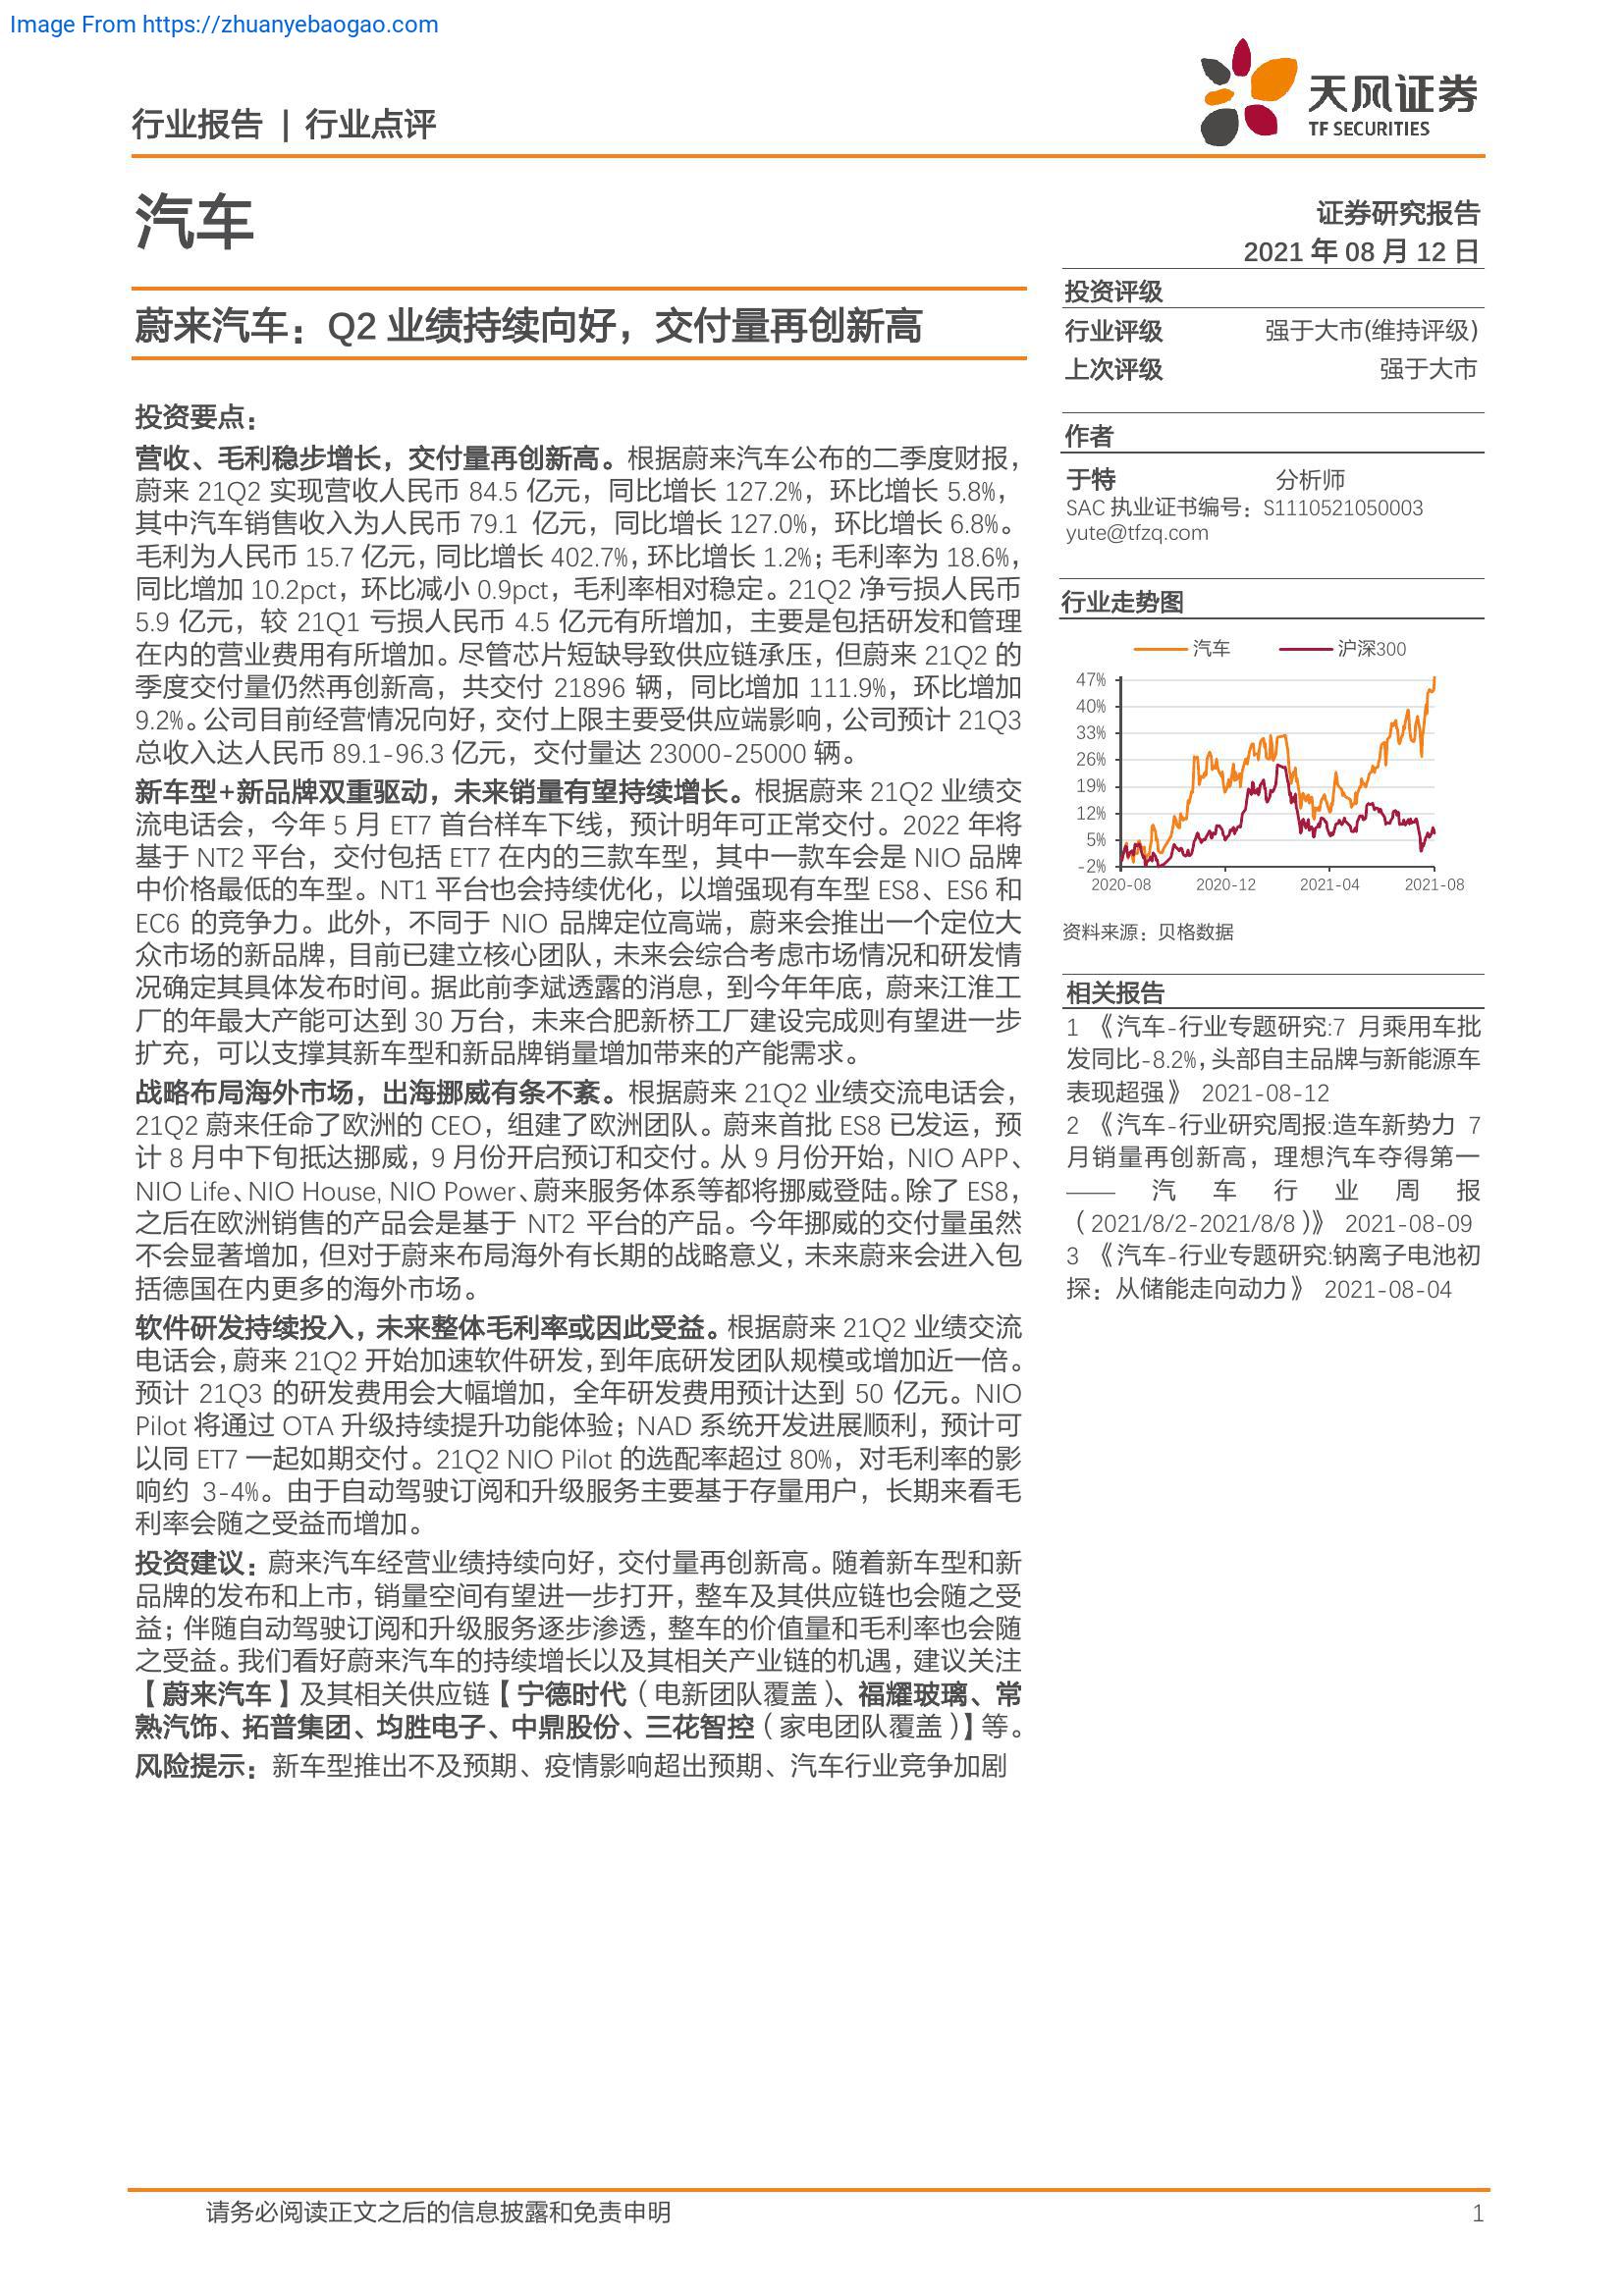 Image From https://zhuanyebaogao.com
行业报告 | 行业点评
天风证券
TF SECURITIES
汽车
证券研究报告
2021 年 08 月 12 日
蔚来汽车：Q2 业绩持续向好，交付量再创新高
投资要点：
营收、毛利稳步增长，交付量再创新高。根据蔚来汽车公布的二季度财报，
蔚来 21Q2 实现营收人民币 84.5 亿元，同比增长 127.2%，环比增长 5.8%，
其中汽车销售收入为人民币 79.1 亿元，同比增长 127.0%，环比增长 6.8%。
毛利为人民币 15.7 亿元，同比增长 402.7%，环比增长 1.2%；毛利率为 18.6%，
同比增加 10.2pct，环比减小 0.9pct，毛利率相对稳定。21Q2 净亏损人民币
5.9 亿元，较 21Q1 亏损人民币 4.5 亿元有所增加，主要是包括研发和管理
在内的营业费用有所增加。尽管芯片短缺导致供应链承压，但蔚来 21Q2 的
季度交付量仍然再创新高，共交付 21896 辆，同比增加 111.9%，环比增加
9.2%。公司目前经营情况向好，交付上限主要受供应端影响，公司预计 21Q3
总收入达人民币 89.1-96.3 亿元，交付量达 23000-25000 辆。
新车型+新品牌双重驱动，未来销量有望持续增长。根据蔚来 21Q2 业绩交
流电话会，今年 5 月 ET7 首台样车下线，预计明年可正常交付。2022 年将
基于 NT2 平台，交付包括 ET7 在内的三款车型，其中一款车会是 NIO 品牌
中价格最低的车型。NT1 平台也会持续优化，以增强现有车型 ES8、ES6 和
EC6 的竞争力。此外，不同于 NIO 品牌定位高端，蔚来会推出一个定位大
众市场的新品牌，目前已建立核心团队，未来会综合考虑市场情况和研发情
况确定其具体发布时间。据此前李斌透露的消息，到今年年底，蔚来江淮工
厂的年最大产能可达到 30 万台，未来合肥新桥工厂建设完成则有望进一步
扩充，可以支撑其新车型和新品牌销量增加带来的产能需求。
战略布局海外市场，出海挪威有条不紊。根据蔚来 21Q2 业绩交流电话会，
21Q2 蔚来任命了欧洲的 CEO，组建了欧洲团队。蔚来首批 ES8 已发运，预
计 8 月中下旬抵达挪威，9 月份开启预订和交付。从 9 月份开始，NIO APP、
NIO Life、NIO House, NIO Power、蔚来服务体系等都将挪威登陆。除了 ES8，
之后在欧洲销售的产品会是基于 NT2 平台的产品。今年挪威的交付量虽然
不会显著增加，但对于蔚来布局海外有长期的战略意义，未来蔚来会进入包
括德国在内更多的海外市场。
软件研发持续投入，未来整体毛利率或因此受益。根据蔚来 21Q2 业绩交流
电话会，蔚来 21Q2 开始加速软件研发，到年底研发团队规模或增加近一倍。
预计 21Q3 的研发费用会大幅增加，全年研发费用预计达到 50 亿元。NIO
Pilot 将通过 OTA 升级持续提升功能体验；NAD 系统开发进展顺利，预计可
以同 ET7 一起如期交付。21Q2 NIO Pilot 的选配率超过 80%，对毛利率的影
响约 3-4%。由于自动驾驶订阅和升级服务主要基于存量用户，长期来看毛
利率会随之受益而增加。
投资建议：蔚来汽车经营业绩持续向好，交付量再创新高。随着新车型和新
品牌的发布和上市，销量空间有望进一步打开，整车及其供应链也会随之受
益；伴随自动驾驶订阅和升级服务逐步渗透，整车的价值量和毛利率也会随
之受益。我们看好蔚来汽车的持续增长以及其相关产业链的机遇，建议关注
【蔚来汽车】及其相关供应链【宁德时代（电新团队覆盖）、福耀玻璃、常
熟汽饰、拓普集团、均胜电子、中鼎股份、三花智控（家电团队覆盖）】等。
风险提示：新车型推出不及预期、疫情影响超出预期、汽车行业竞争加剧
投资评级
行业评级 强于大市(维持评级)
上次评级 强于大市
作者
于特 分析师
SAC 执业证书编号：S1110521050003
yute@tfzq.com
行业走势图
汽车 沪深300
47%
40%
33%
26%
19%
12%
5%
-2%
2020-08 2020-12 2021-04 2021-08
资料来源：贝格数据
相关报告
1 《汽车-行业专题研究:7 月乘用车批
发同比-8.2%，头部自主品牌与新能源车
表现超强》 2021-08-12
2 《汽车-行业研究周报:造车新势力 7
月销量再创新高，理想汽车夺得第一
—— 汽 车 行 业 周 报
（2021/8/2-2021/8/8）》 2021-08-09
3 《汽车-行业专题研究:钠离子电池初
探：从储能走向动力》 2021-08-04
请务必阅读正文之后的信息披露和免责申明 1